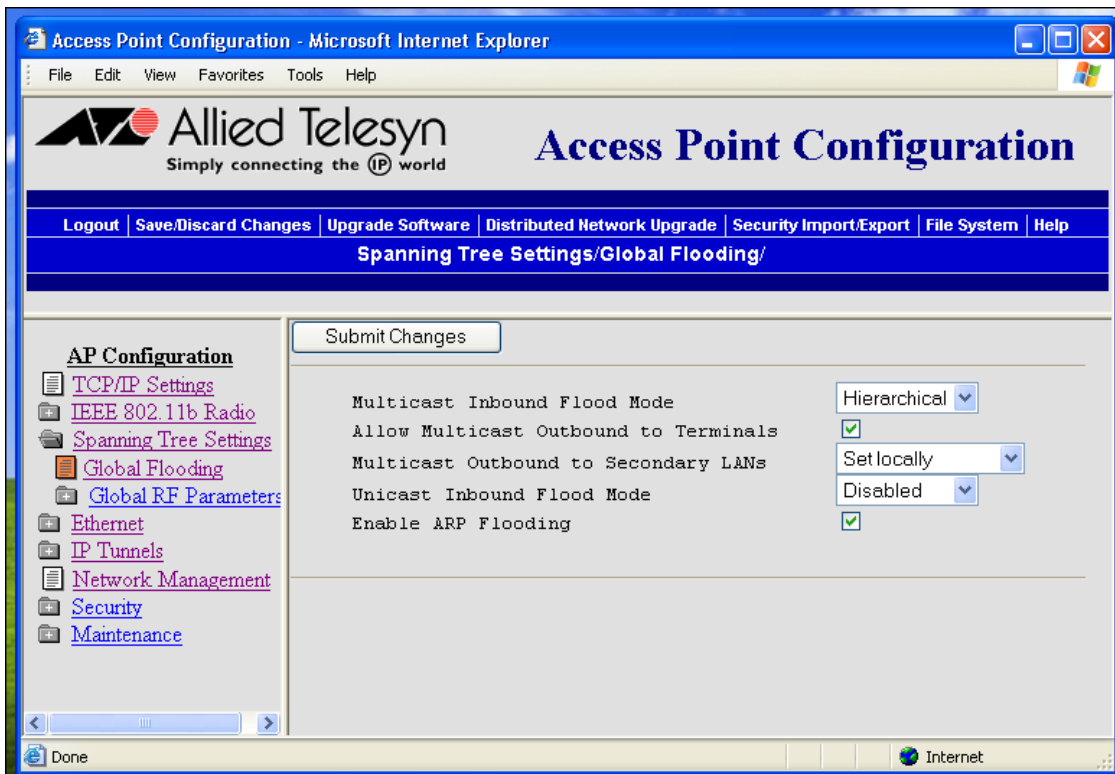 Access Point Configuration - Microsoft Internet Explorer
File Edit View Favorites Tools Help
Allied Telesyn
Simply connecting the IP world
Access Point Configuration
Logout | Save/Discard Changes | Upgrade Software | Distributed Network Upgrade | Security Import/Export | File System | Help
Spanning Tree Settings/Global Flooding/
Submit Changes
AP Configuration
TCP/IP Settings
IEEE 802.11b Radio
Spanning Tree Settings
Global Flooding
Global RF Parameters
Ethernet
IP Tunnels
Network Management
Security
Maintenance
Multicast Inbound Flood Mode Hierarchical
Allow Multicast Outbound to Terminals
Multicast Outbound to Secondary LANs Set locally
Unicast Inbound Flood Mode Disabled
Enable ARP Flooding
Done Internet